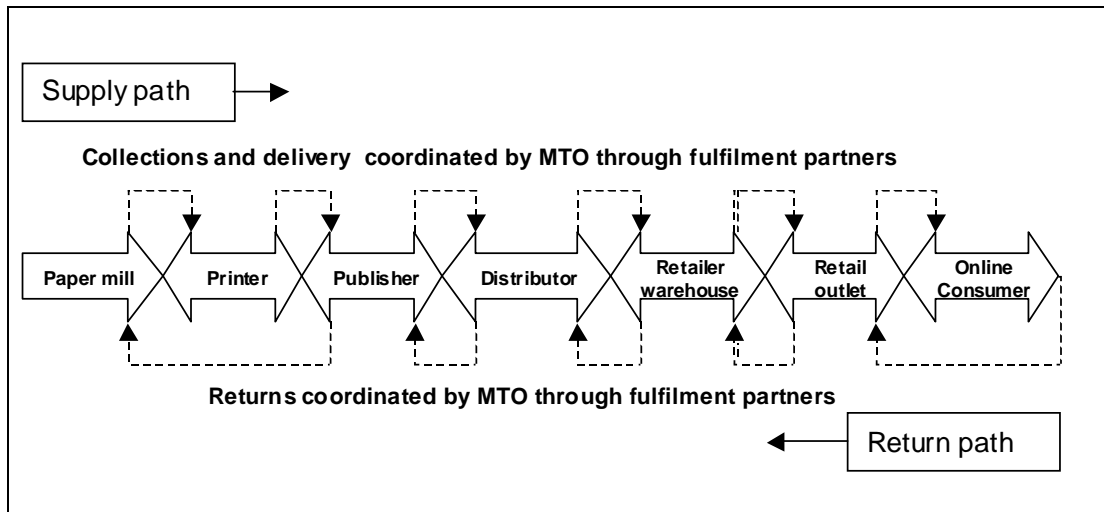 Supply path
Collections and delivery coordinated by MTO through fulfilment partners
Paper mill
Printer
Publisher
Distributor
Retailer
warehouse
Retail
outlet
Online
Consumer
Returns coordinated by MTO through fulfilment partners
Return path